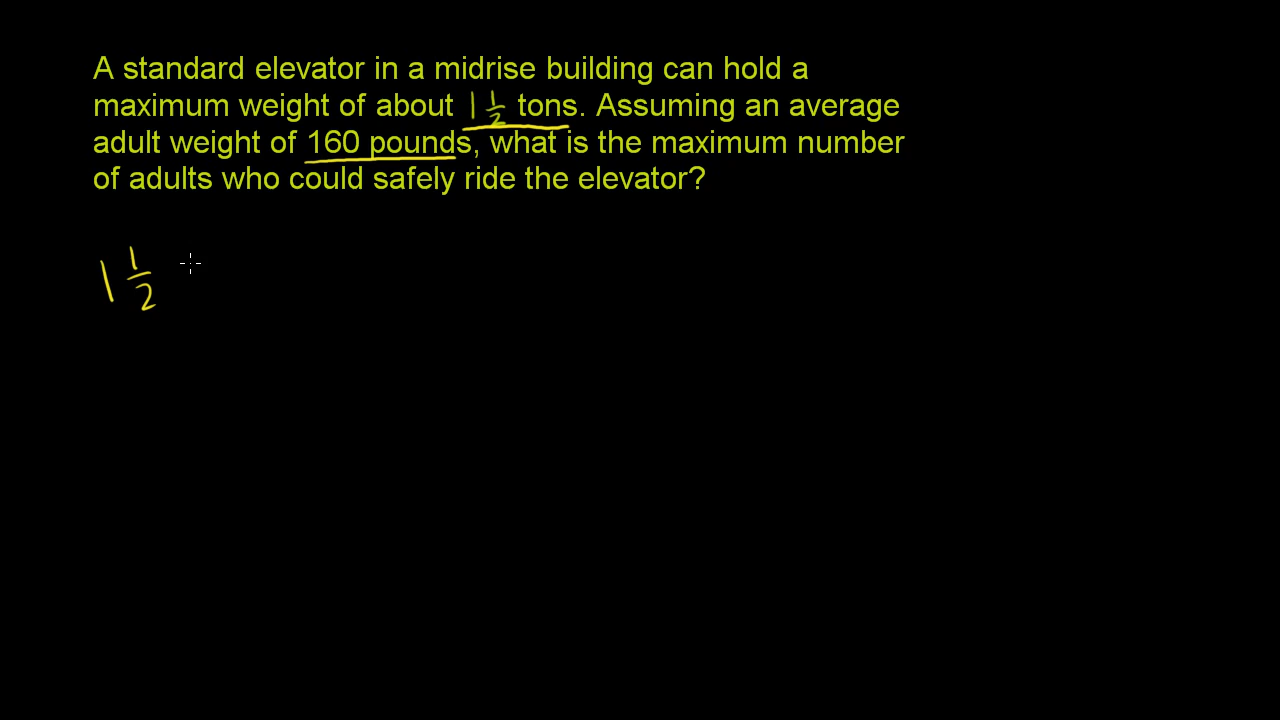 A standard elevator in a midrise building can hold a
maximum weight of about 1 1/2 tons. Assuming an average
adult weight of 160 pounds, what is the maximum number
of adults who could safely ride the elevator?
1 1/2